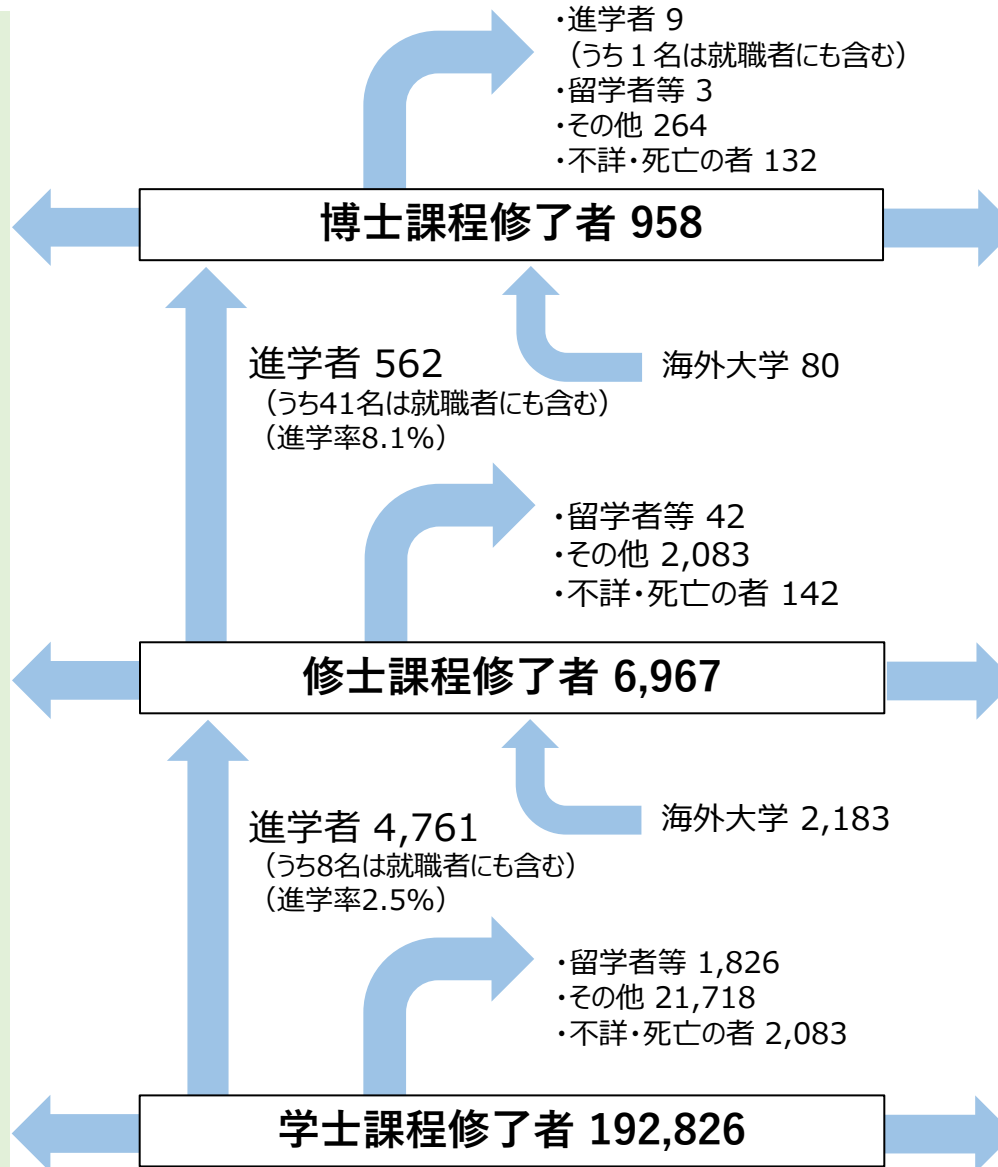 ・進学者 9
（うち１名は就職者にも含む）
・留学者等 3
・その他 264
・不詳・死亡の者 132
博士課程修了者 958
進学者 562
（うち41名は就職者にも含む）
（進学率8.1%）
海外大学 80
・留学者等 42
・その他 2,083
・不詳・死亡の者 142
修士課程修了者 6,967
進学者 4,761
（うち8名は就職者にも含む）
（進学率2.5%）
海外大学 2,183
・留学者等 1,826
・その他 21,718
・不詳・死亡の者 2,083
学士課程修了者 192,826